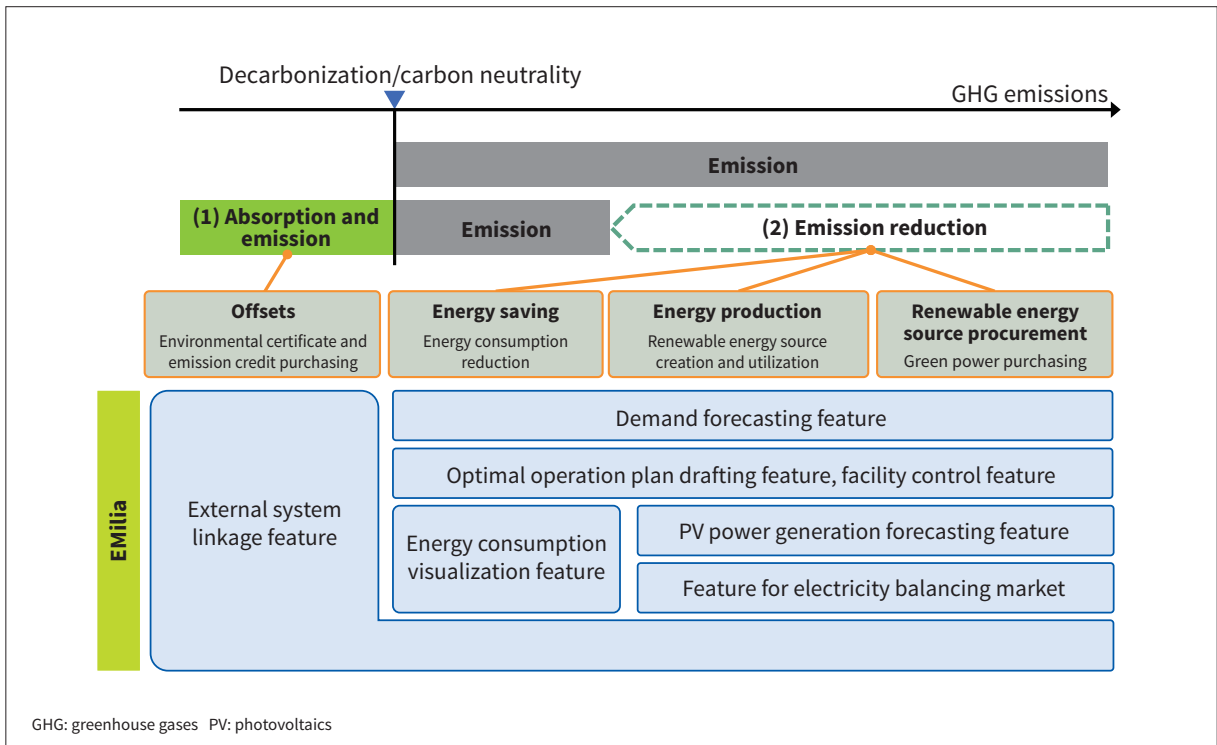 Decarbonization/carbon neutrality
GHG emissions
Emission
(1) Absorption and
emission
Emission
(2) Emission reduction
Offsets
Environmental certificate and
emission credit purchasing
Energy saving
Energy consumption
reduction
Energy production
Renewable energy source
creation and utilization
Renewable energy
source procurement
Green power purchasing
EMilia
External system
linkage feature
Demand forecasting feature
Optimal operation plan drafting feature, facility control feature
Energy consumption
visualization feature
PV power generation forecasting feature
Feature for electricity balancing market
GHG: greenhouse gases PV: photovoltaics